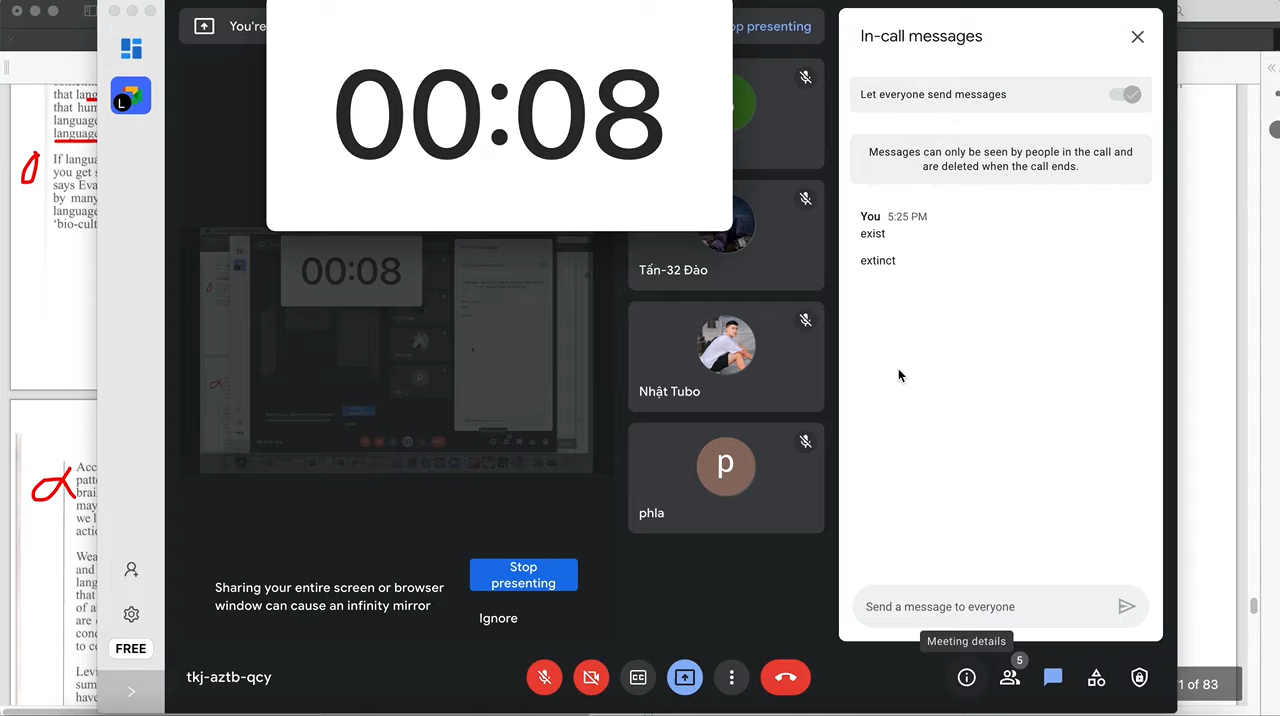 that lang
that hum
language
language
If langua
you get s
says Eva
by many
language
'bio-cult
Acc
patte
brai
may
we l
actio
Wea
and
lang
that
of a
are
conc
to co
Levi
sum
have
L
FREE
You're
op presenting
00:08
00:08
Tấn-32 Đào
Nhật Tubo
p
phla
Sharing your entire screen or browser
window can cause an infinity mirror
Stop
presenting
Ignore
tkj-aztb-qcy
In-call messages
Let everyone send messages
Messages can only be seen by people in the call and
are deleted when the call ends.
You 5:25 PM
exist
extinct
Send a message to everyone
Meeting details
5
1 of 83